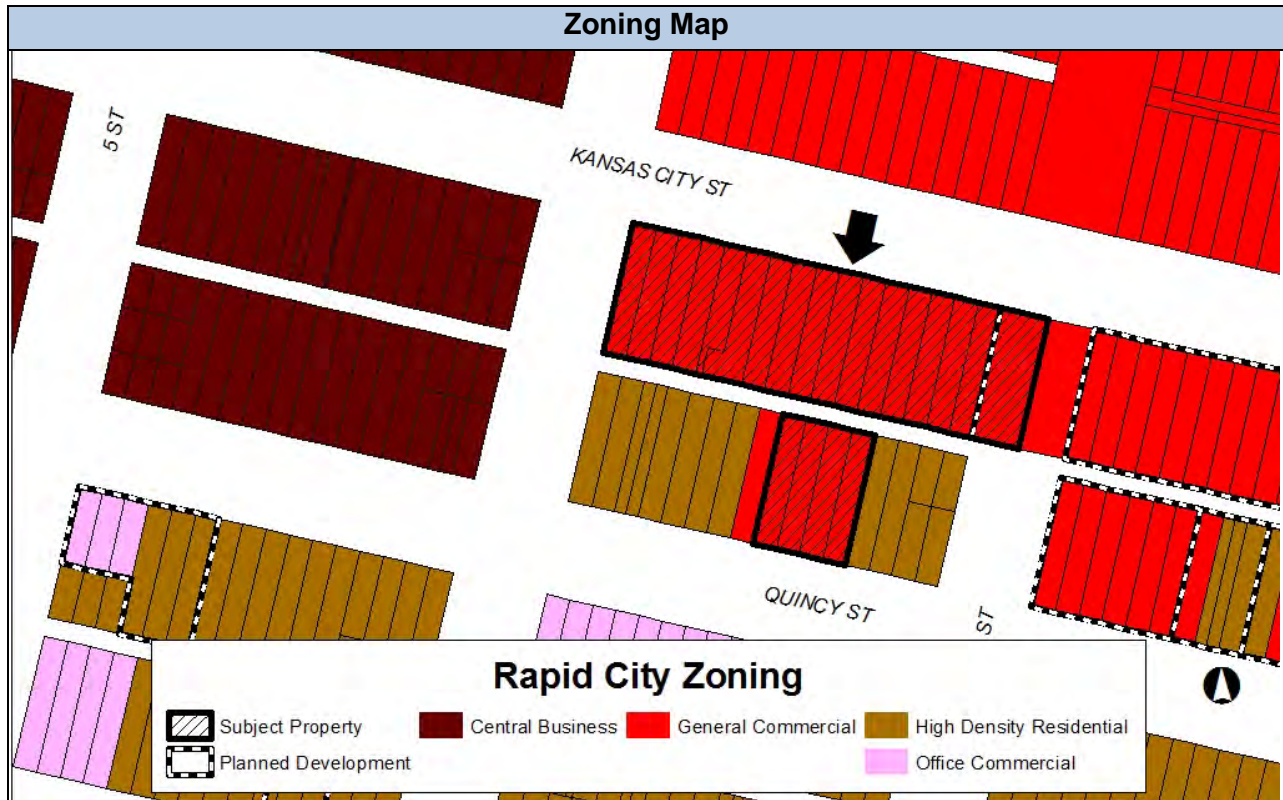 Zoning Map
5 ST
KANSAS CITY ST
QUINCY ST
ST
Rapid City Zoning
Subject Property
Central Business
General Commercial
High Density Residential
Planned Development
Office Commercial